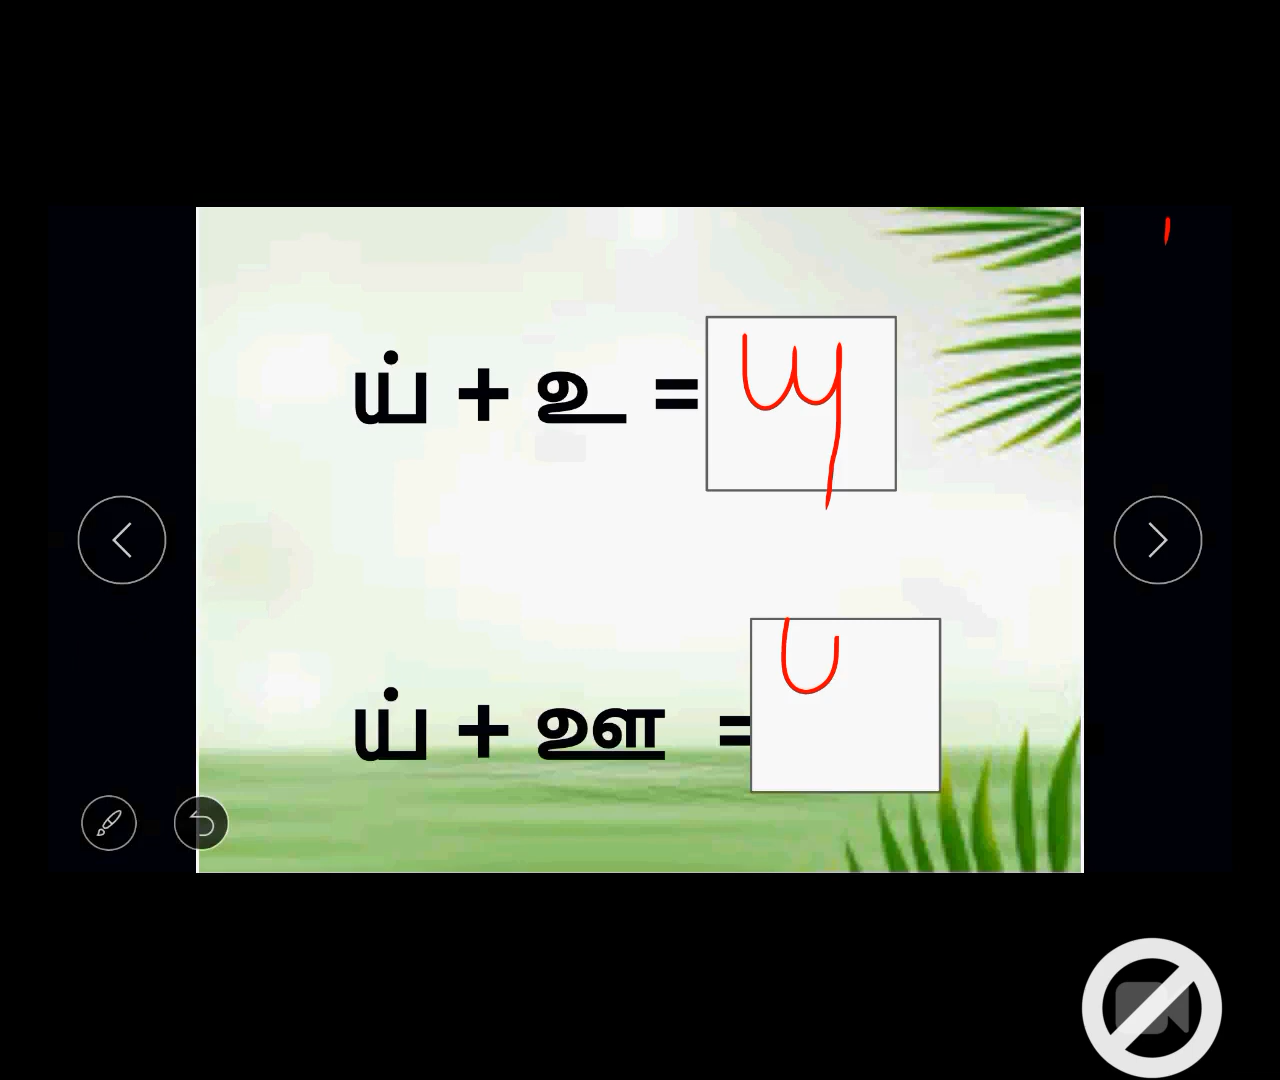 ய் + உ = யு
ய் + ஊ =